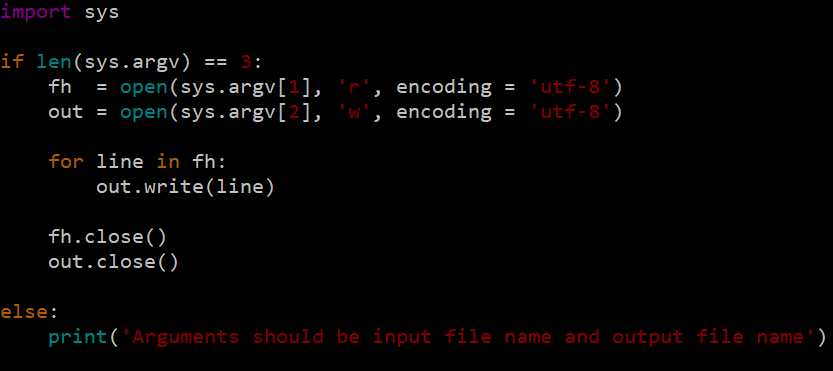 import sys

if len(sys.argv) == 3:
    fh  = open(sys.argv[1], 'r', encoding = 'utf-8')
    out = open(sys.argv[2], 'w', encoding = 'utf-8')

    for line in fh:
        out.write(line)

    fh.close()
    out.close()

else:
    print('Arguments should be input file name and output file name')